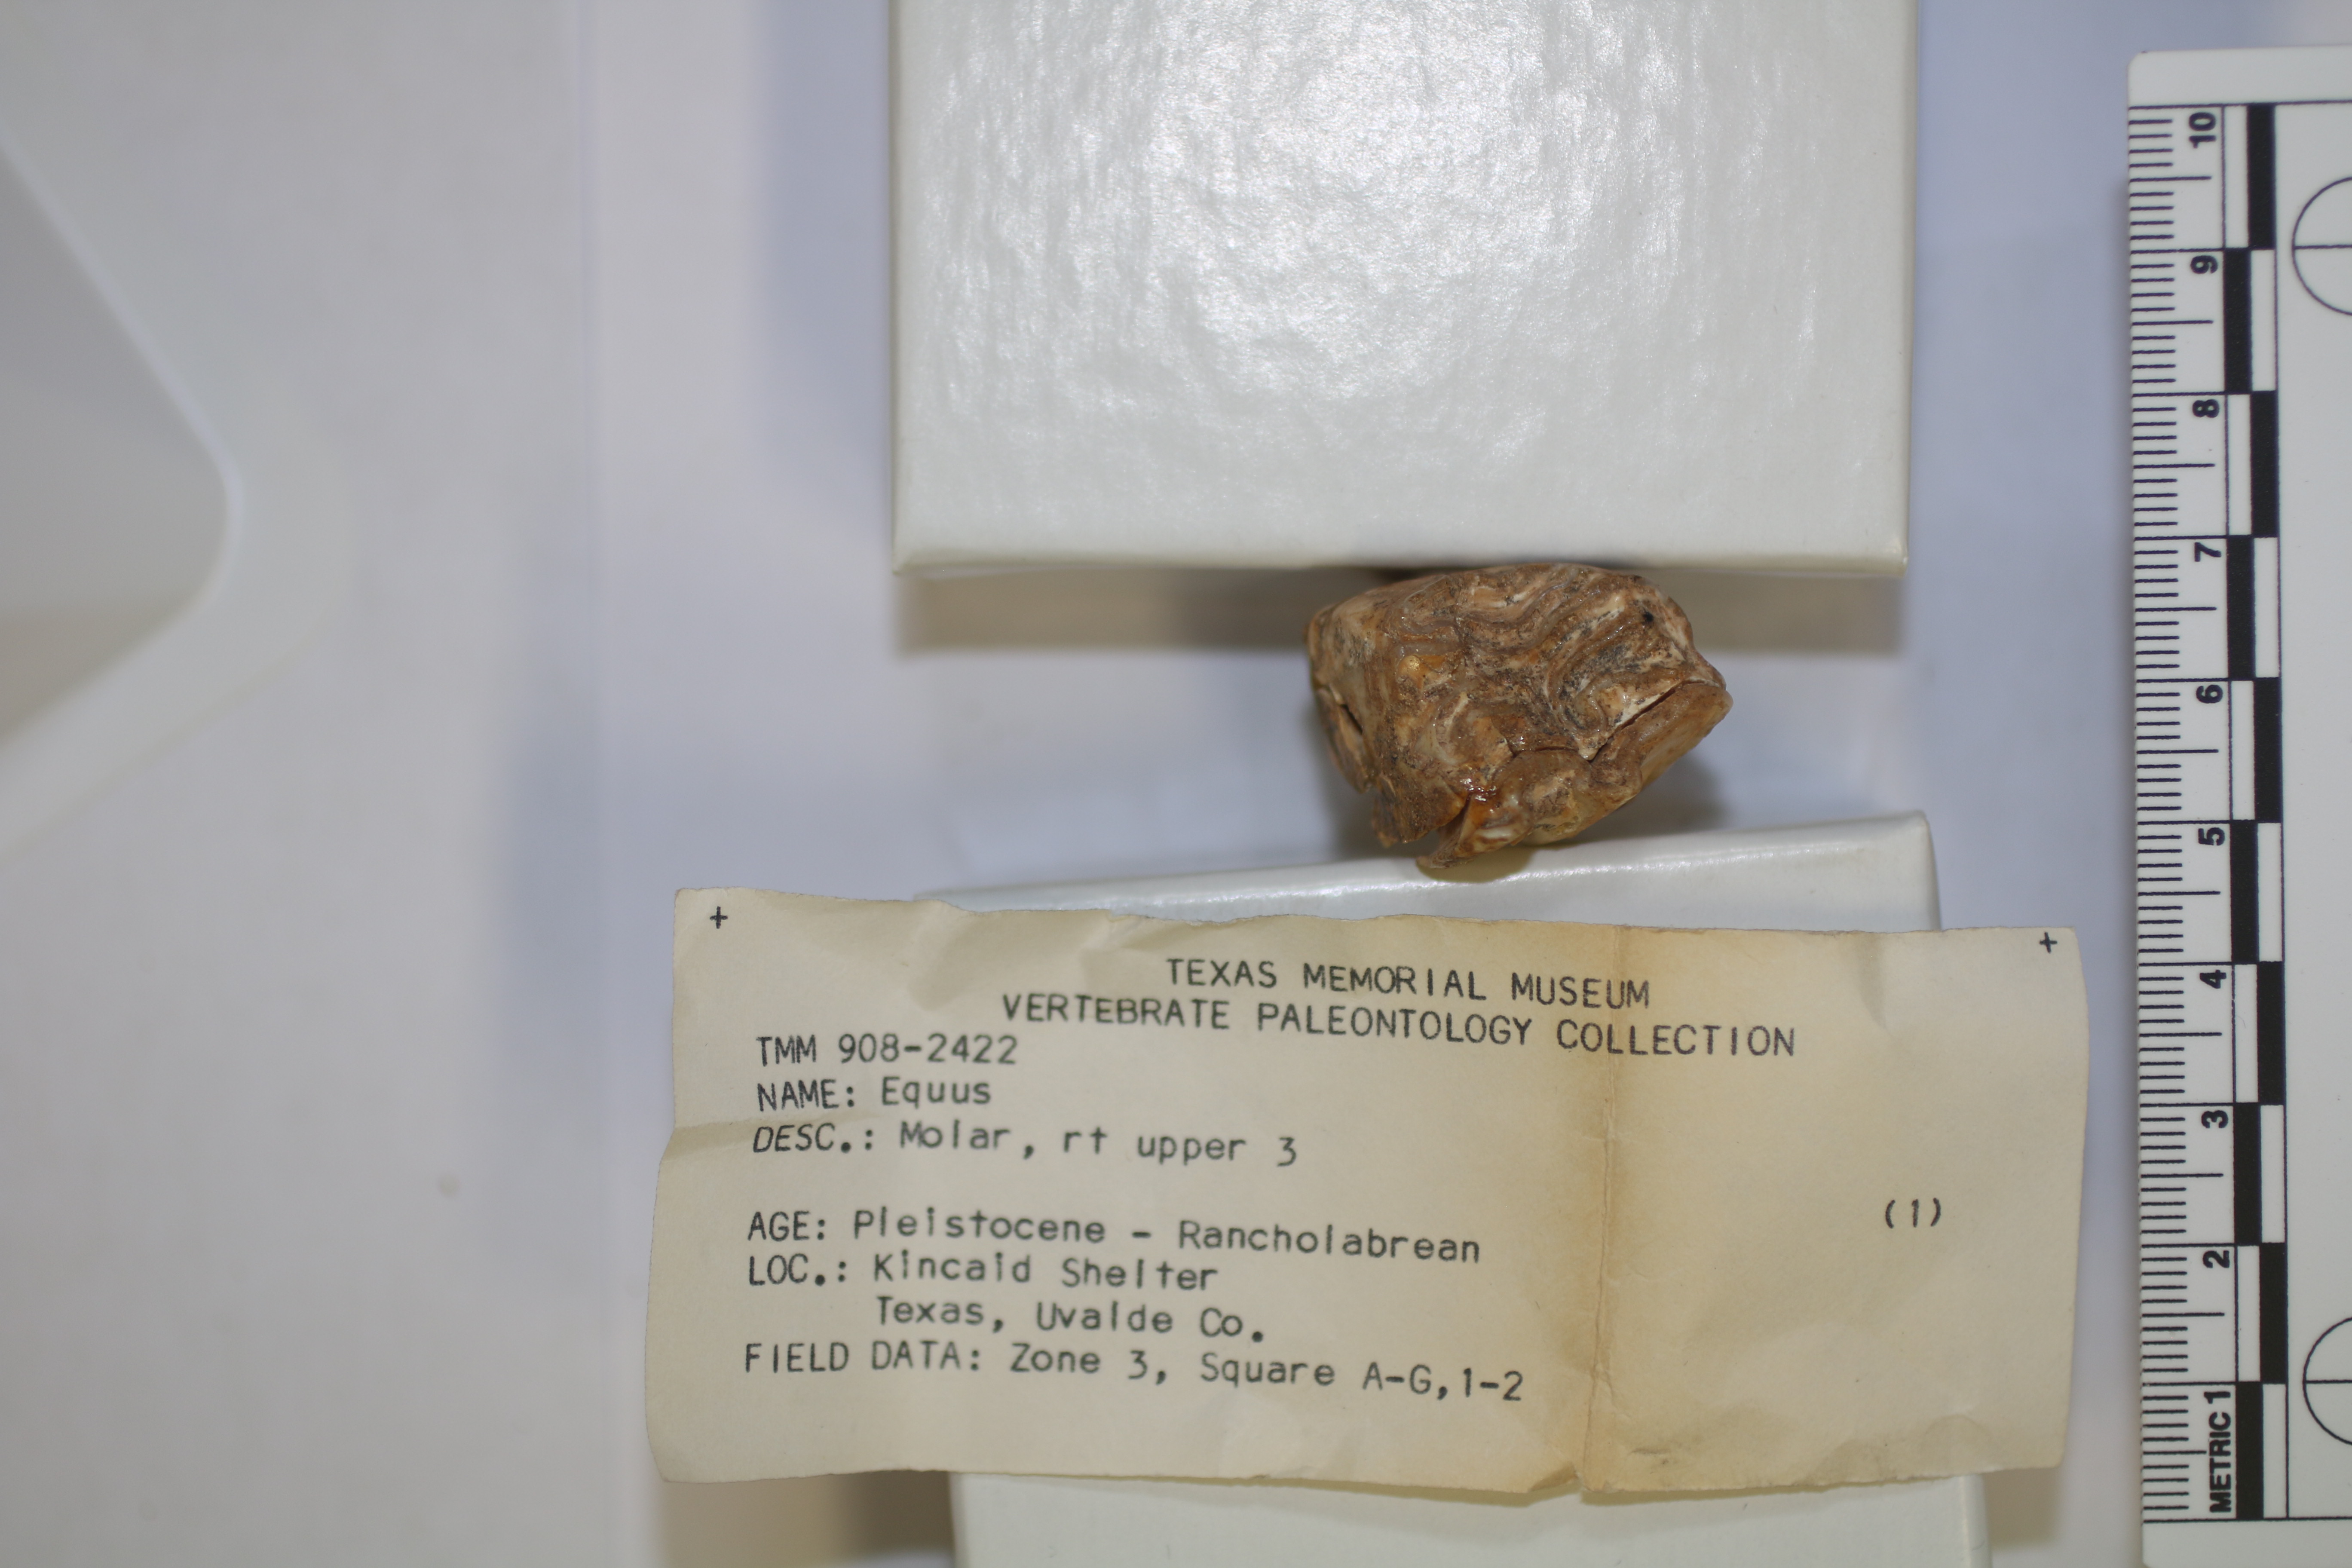 +
TEXAS MEMORIAL MUSEUM
VERTEBRATE PALEONTOLOGY COLLECTION
TMM 908-2422
NAME: Equus
DESC.: Molar, rt upper 3
AGE: Pleistocene - Rancholabrean
(1)
LOC.: Kincaid Shelter
Texas, Uvalde Co.
FIELD DATA: Zone 3, Square A-G,1-2
+
METRIC 1 2 3 4 5 6 7 8 9 10